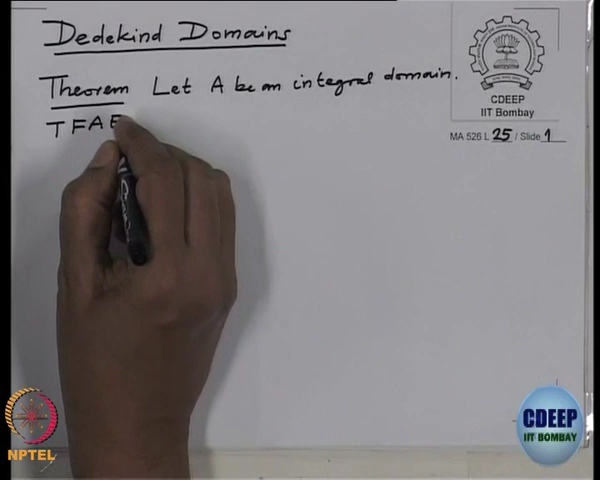 Dedekind Domains
Theorem Let A be an integral domain.
TFAE
CDEEP
IIT Bombay
MA 526 L 25 / Slide 1
NPTEL
CDEEP
IIT BOMBAY